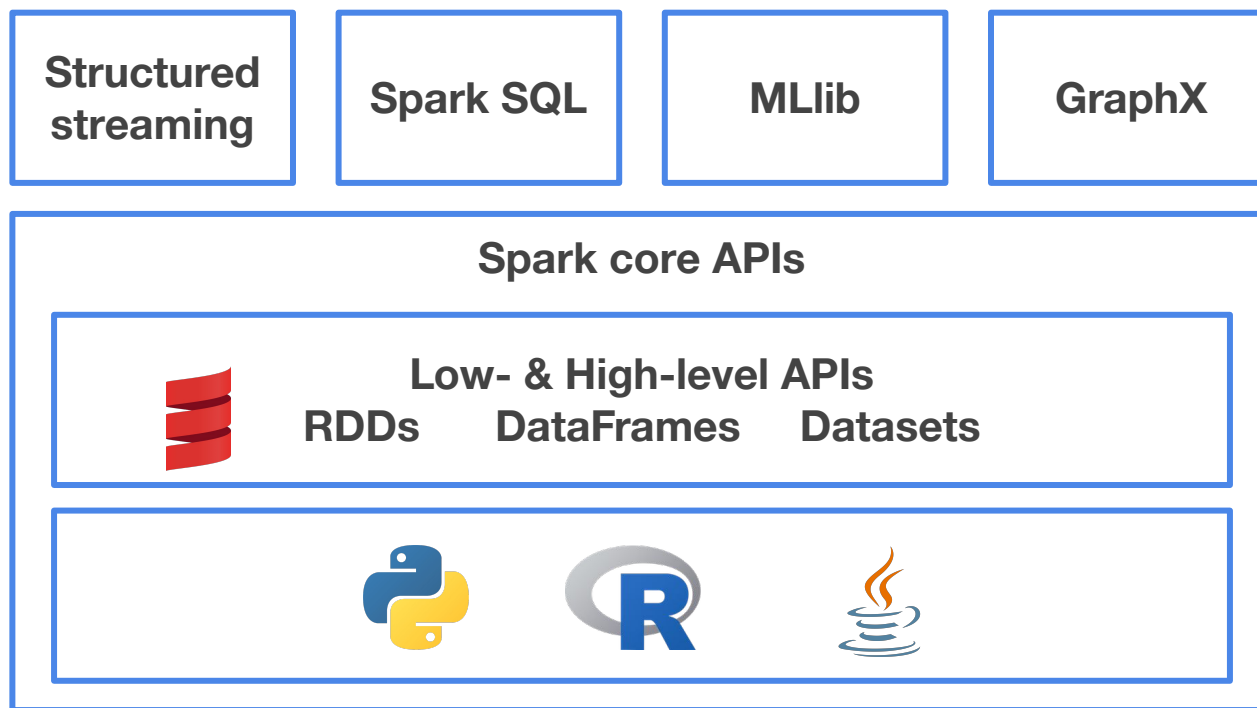 Structured
streaming
Spark SQL
MLlib
GraphX
Spark core APIs
Low- & High-level APIs
RDDs DataFrames Datasets
R